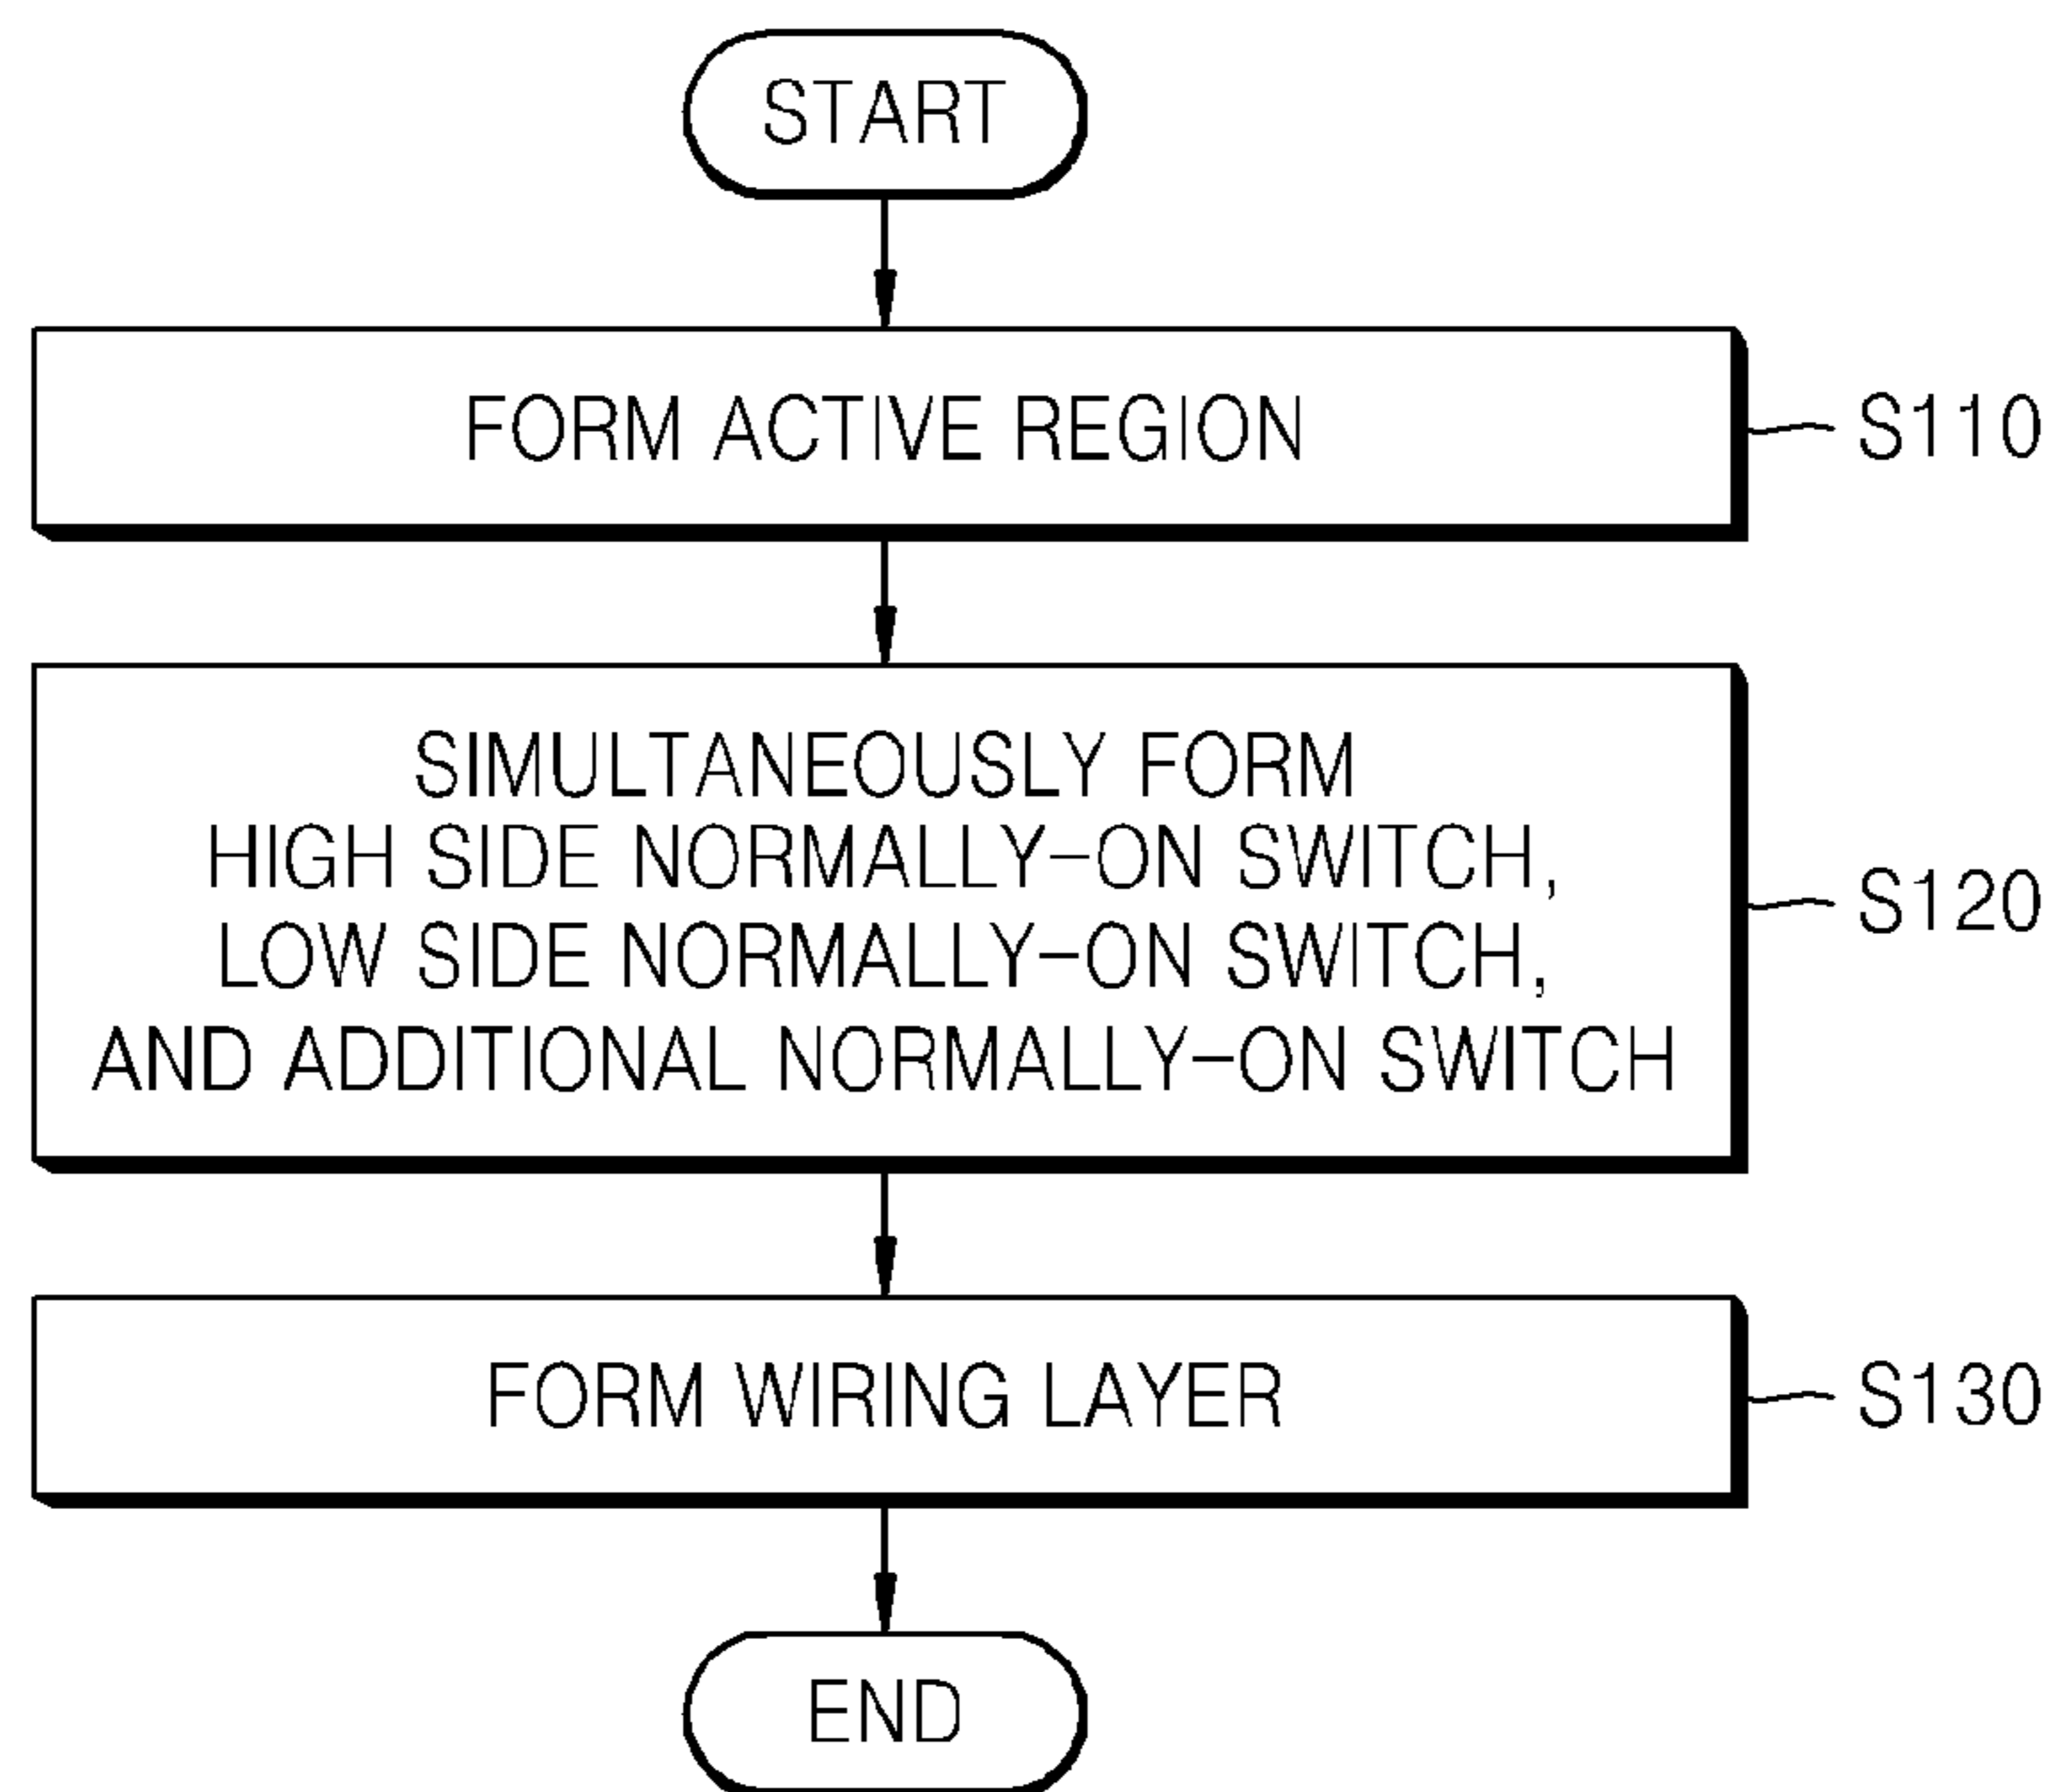 START
FORM ACTIVE REGION
S110
SIMULTANEOUSLY FORM
HIGH SIDE NORMALLY-ON SWITCH,
LOW SIDE NORMALLY-ON SWITCH,
AND ADDITIONAL NORMALLY-ON SWITCH
S120
FORM WIRING LAYER
S130
END